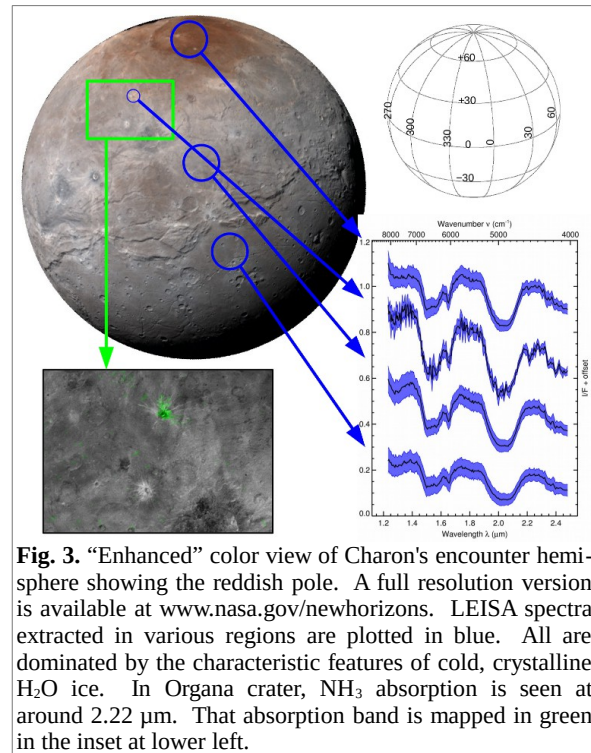 +60
+30
270
300
330
0
0
30
60
−30
Wavenumber ν (cm⁻¹)
8000 7000 6000 5000 4000
1.2
1.0
0.8
0.6
0.4
0.2
0.0
I/F + offset
1.2 1.4 1.6 1.8 2.0 2.2 2.4
Wavelength λ (μm)
Fig. 3. “Enhanced” color view of Charon's encounter hemi-
sphere showing the reddish pole. A full resolution version
is available at www.nasa.gov/newhorizons. LEISA spectra
extracted in various regions are plotted in blue. All are
dominated by the characteristic features of cold, crystalline
H₂O ice. In Organa crater, NH₃ absorption is seen at
around 2.22 µm. That absorption band is mapped in green
in the inset at lower left.